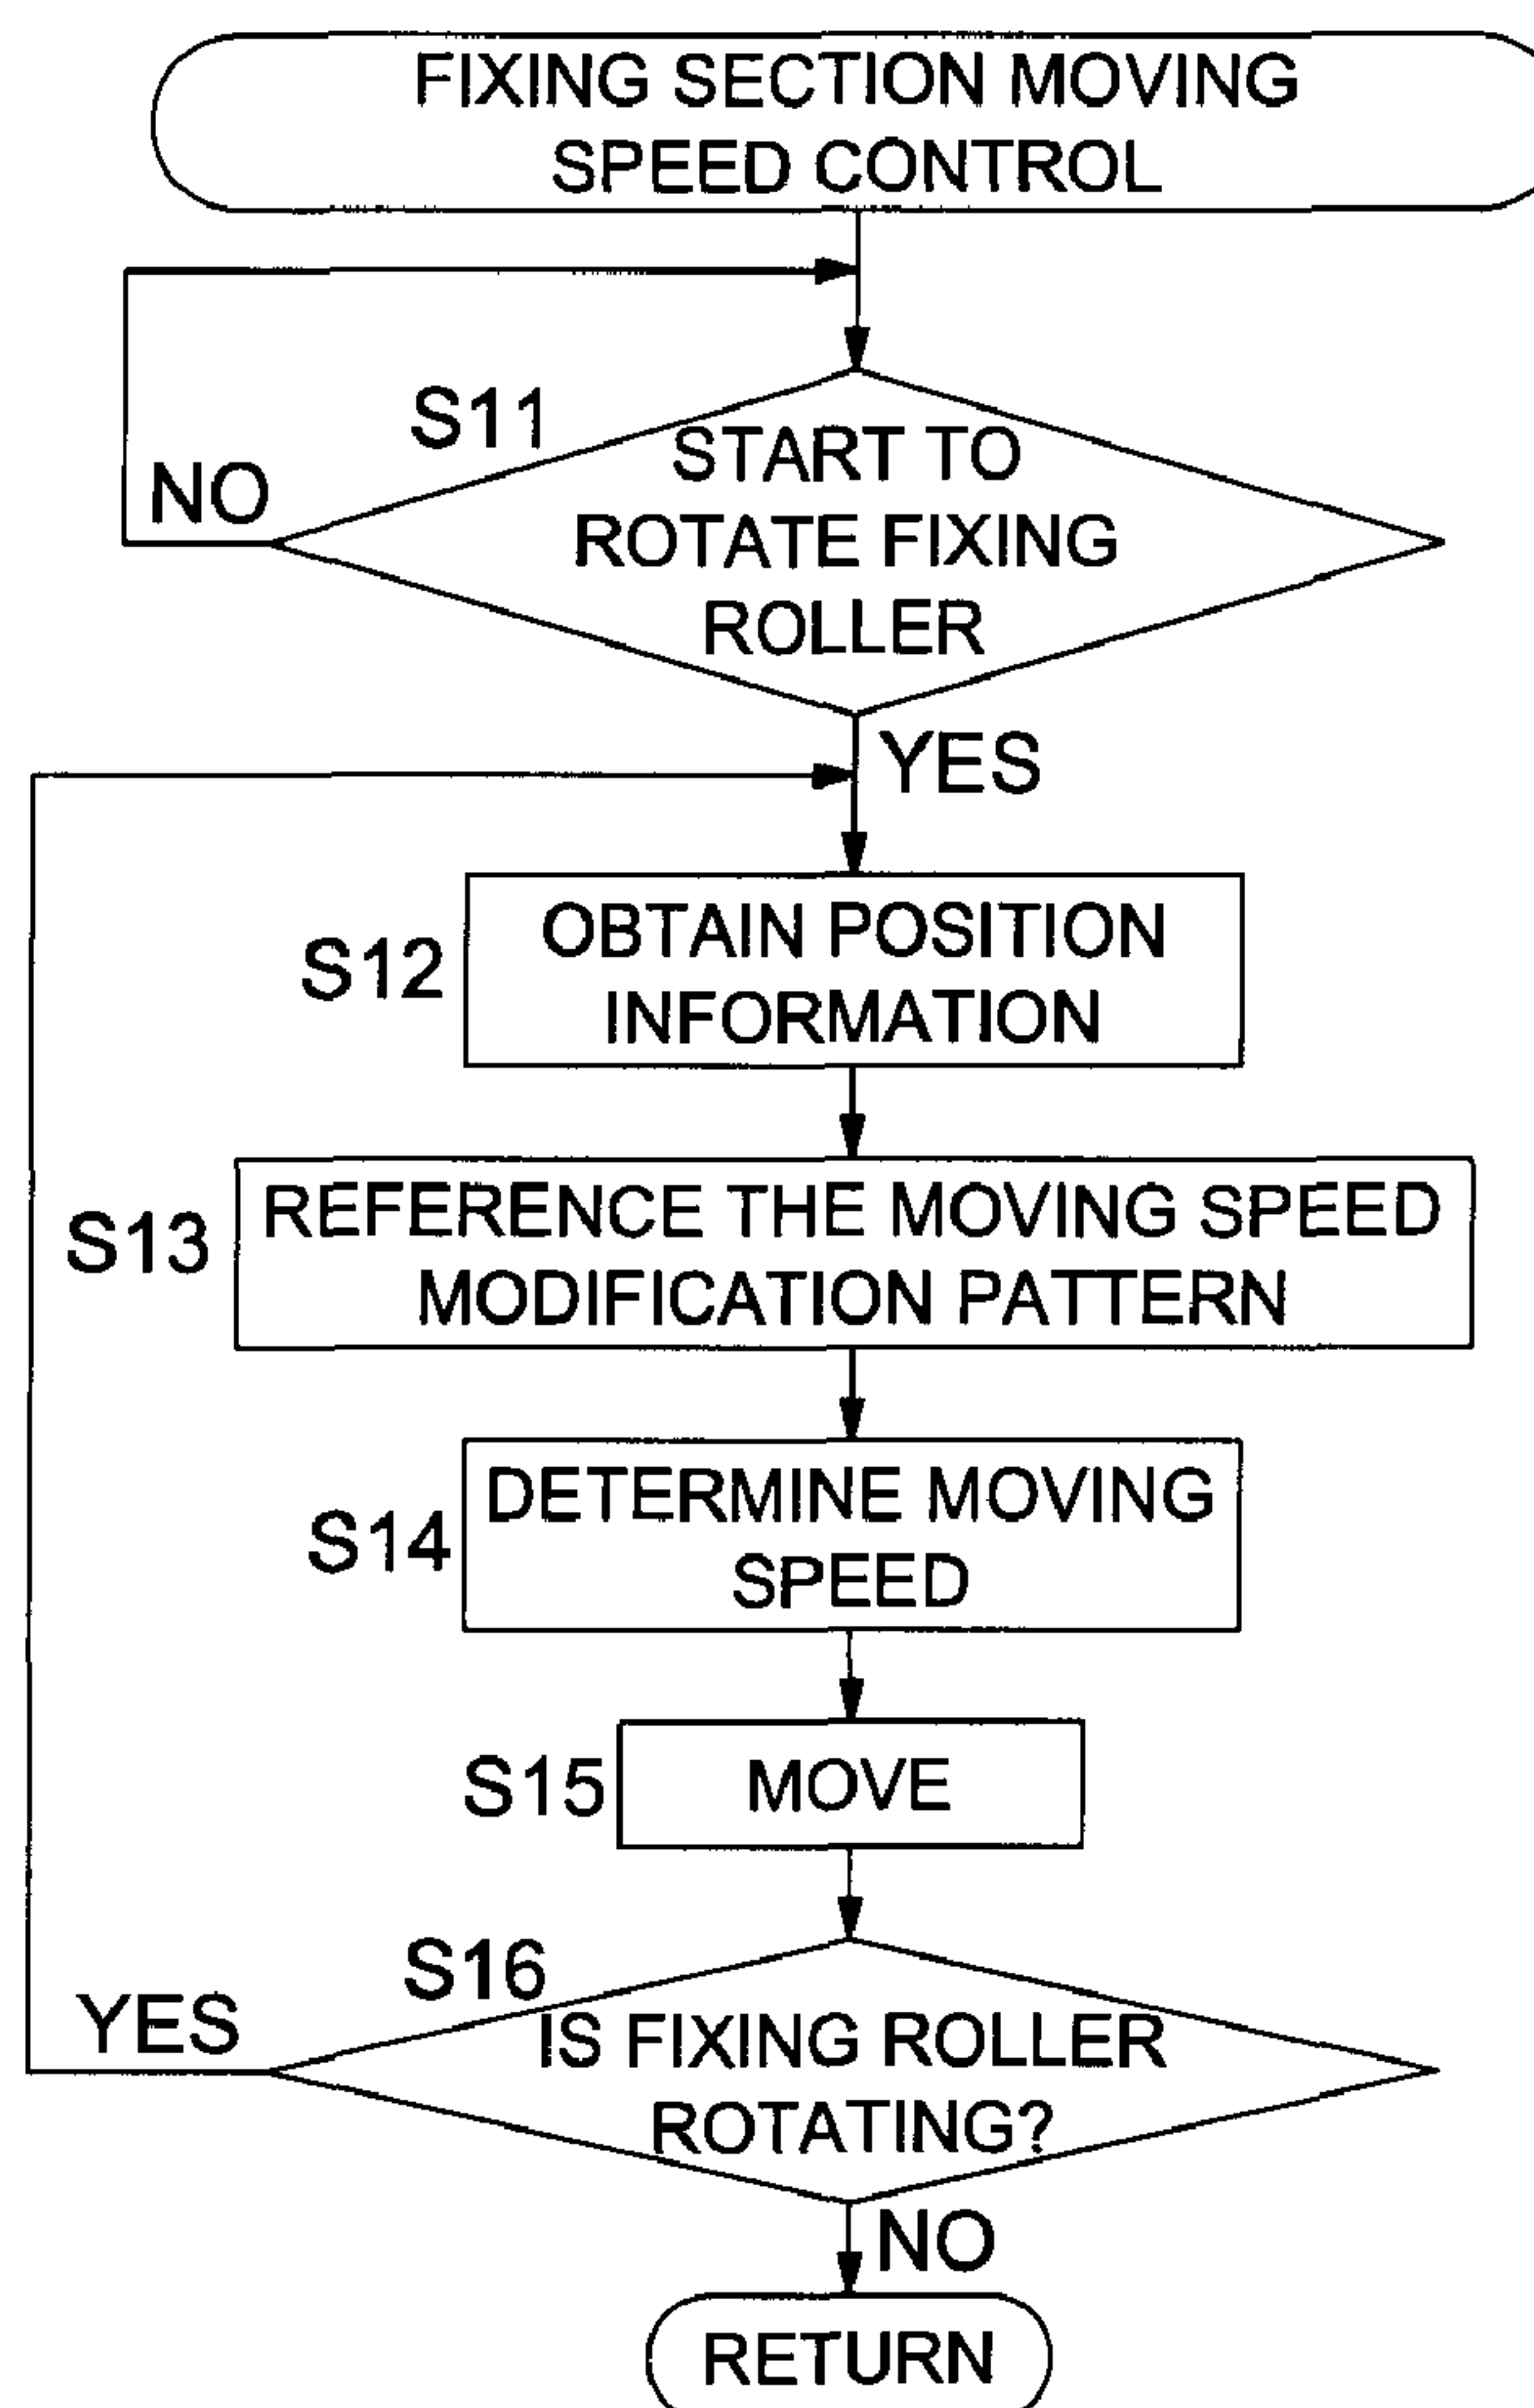 FIXING SECTION MOVING
SPEED CONTROL
S11
START TO
ROTATE FIXING
ROLLER
NO
YES
S12
OBTAIN POSITION
INFORMATION
S13
REFERENCE THE MOVING SPEED
MODIFICATION PATTERN
S14
DETERMINE MOVING
SPEED
S15
MOVE
S16
YES
IS FIXING ROLLER
ROTATING?
NO
RETURN